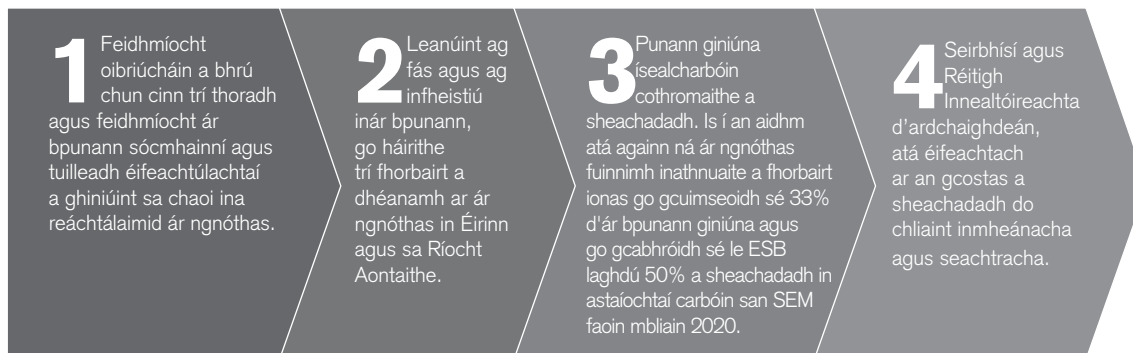 1 Feidhmíocht
oibriúcháin a bhrú
chun cinn trí thoradh
agus feidhmíocht ár
bpunann sócmhainní agus
tuilleadh éifeachtúlachtaí
a ghiniúint sa chaoi ina
reáchtálaimid ár ngnóthas.
2 Leanúint ag
fás agus ag
infheistiú
inár bpunann,
go háirithe
trí fhorbairt a
dhéanamh ar ár
ngnóthas in Éirinn
agus sa Ríocht
Aontaithe.
3 Punann giniúna
ísealcharbóin
cothromaithe a
sheachadadh. Is í an aidhm
atá againn ná ár ngnóthas
fuinnimh inathnuaite a fhorbairt
ionas go gcuimseoidh sé 33%
d'ár bpunann giniúna agus
go gcabhróidh sé le ESB
laghdú 50% a sheachadadh in
astaíochtaí carbóin san SEM
faoin mbliain 2020.
4 Seirbhísí agus
Réitigh
Innealtóireachta
d'ardchaighdeán,
atá éifeachtach
ar an gcostas a
sheachadadh do
chliaint inmheánacha
agus seachtracha.